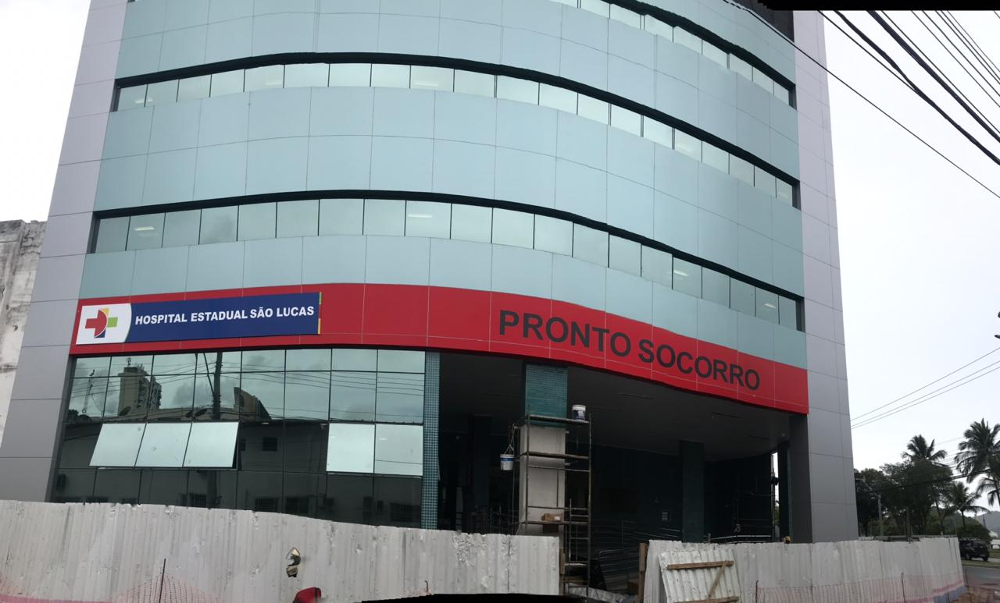 HOSPITAL ESTADUAL SÃO LUCAS
PRONTO SOCORRO